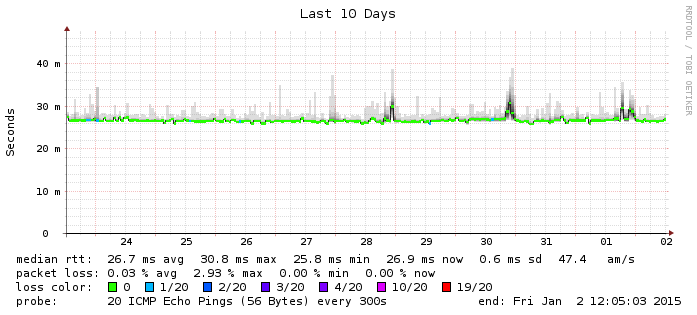 Last 10 Days
RRDTOOL / TOBI OETIKER
Seconds
40 m
30 m
20 m
10 m
0
24 25 26 27 28 29 30 31 01 02
median rtt: 26.7 ms avg 30.8 ms max 25.8 ms min 26.9 ms now 0.6 ms sd 47.4 am/s
packet loss: 0.03 % avg 2.93 % max 0.00 % min 0.00 % now
loss color: 0 1/20 2/20 3/20 4/20 10/20 19/20
probe: 20 ICMP Echo Pings (56 Bytes) every 300s end: Fri Jan 2 12:05:03 2015